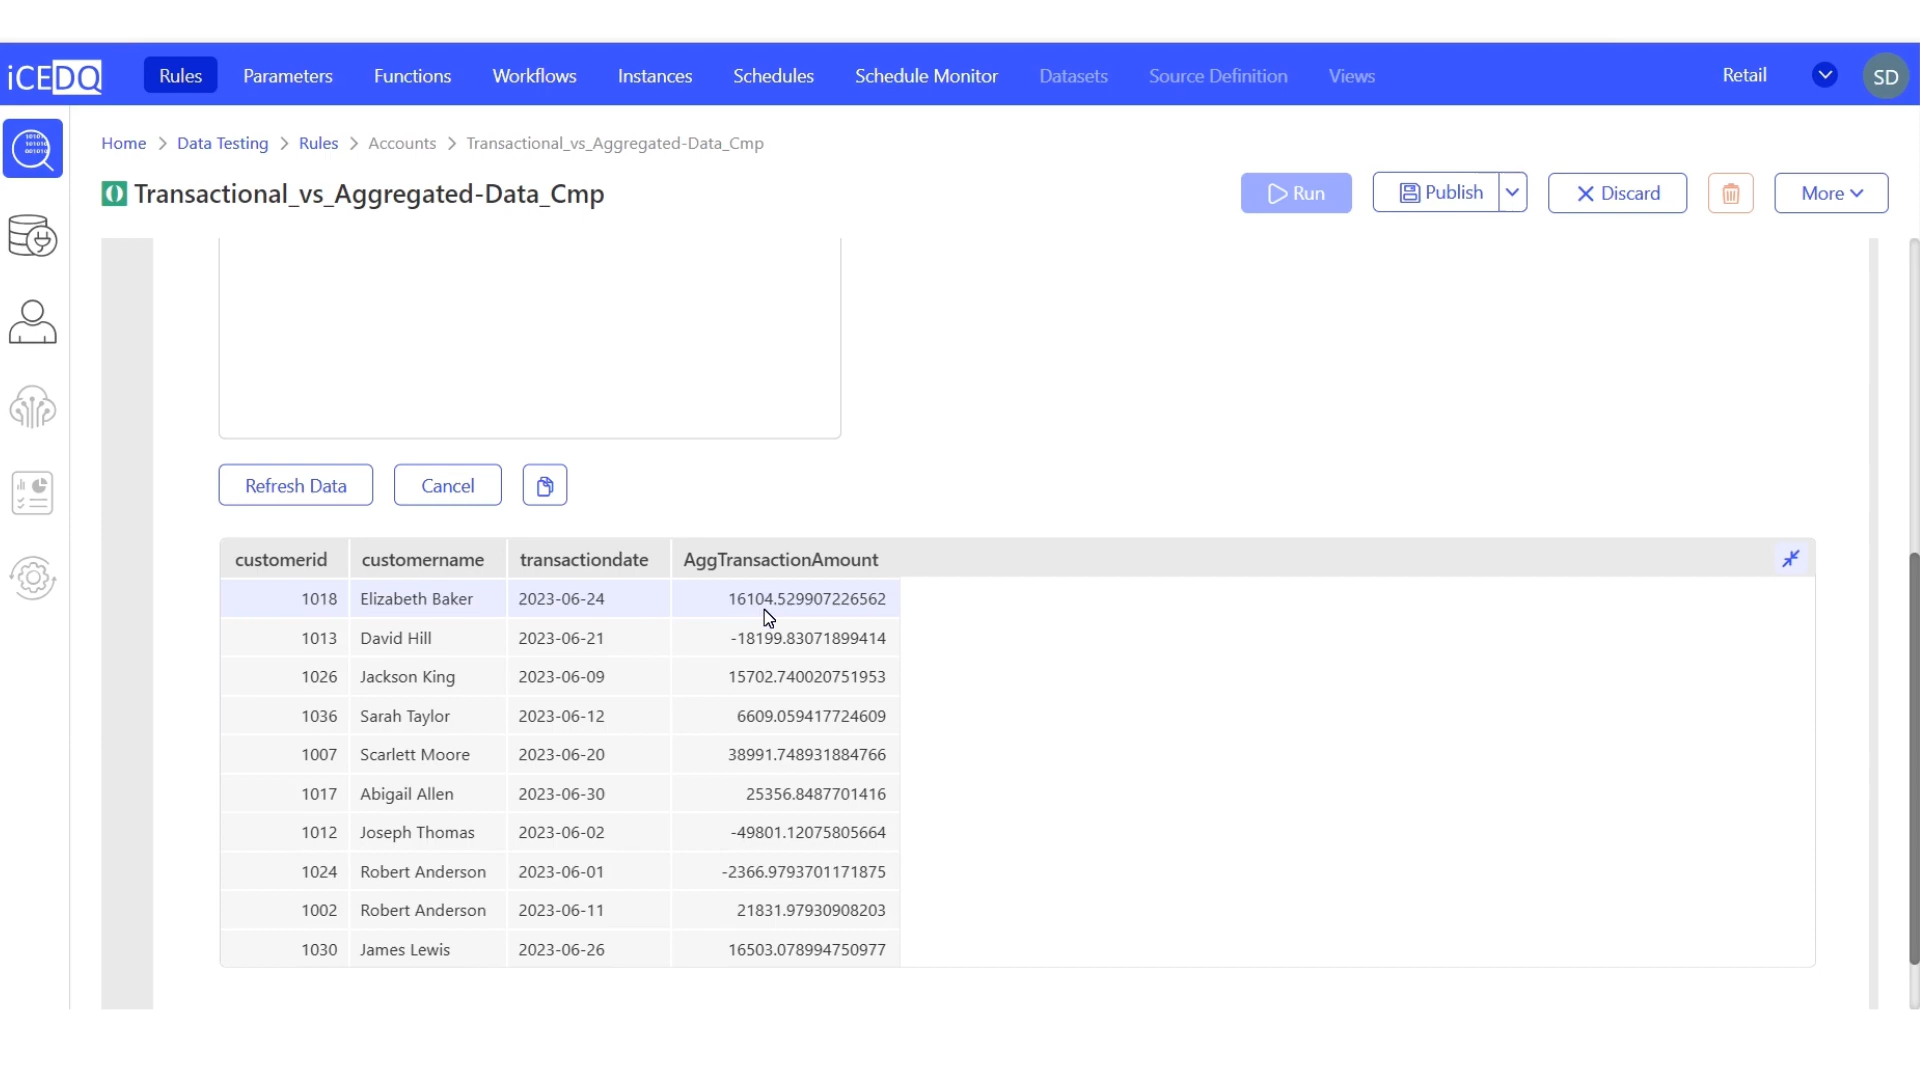 iCEDQ Rules Parameters Functions Workflows Instances Schedules Schedule Monitor Datasets Source Definition Views Retail SD
Home > Data Testing > Rules > Accounts > Transactional_vs_Aggregated-Data_Cmp
Transactional_vs_Aggregated-Data_Cmp Run Publish Discard More
Refresh Data Cancel
customerid customername transactiondate AggTransactionAmount
1018 Elizabeth Baker 2023-06-24 16104.529907226562
1013 David Hill 2023-06-21 -18199.83071899414
1026 Jackson King 2023-06-09 15702.740020751953
1036 Sarah Taylor 2023-06-12 6609.059417724609
1007 Scarlett Moore 2023-06-20 38991.748931884766
1017 Abigail Allen 2023-06-30 25356.8487701416
1012 Joseph Thomas 2023-06-02 -49801.12075805664
1024 Robert Anderson 2023-06-01 -2366.9793701171875
1002 Robert Anderson 2023-06-11 21831.97930908203
1030 James Lewis 2023-06-26 16503.078994750977